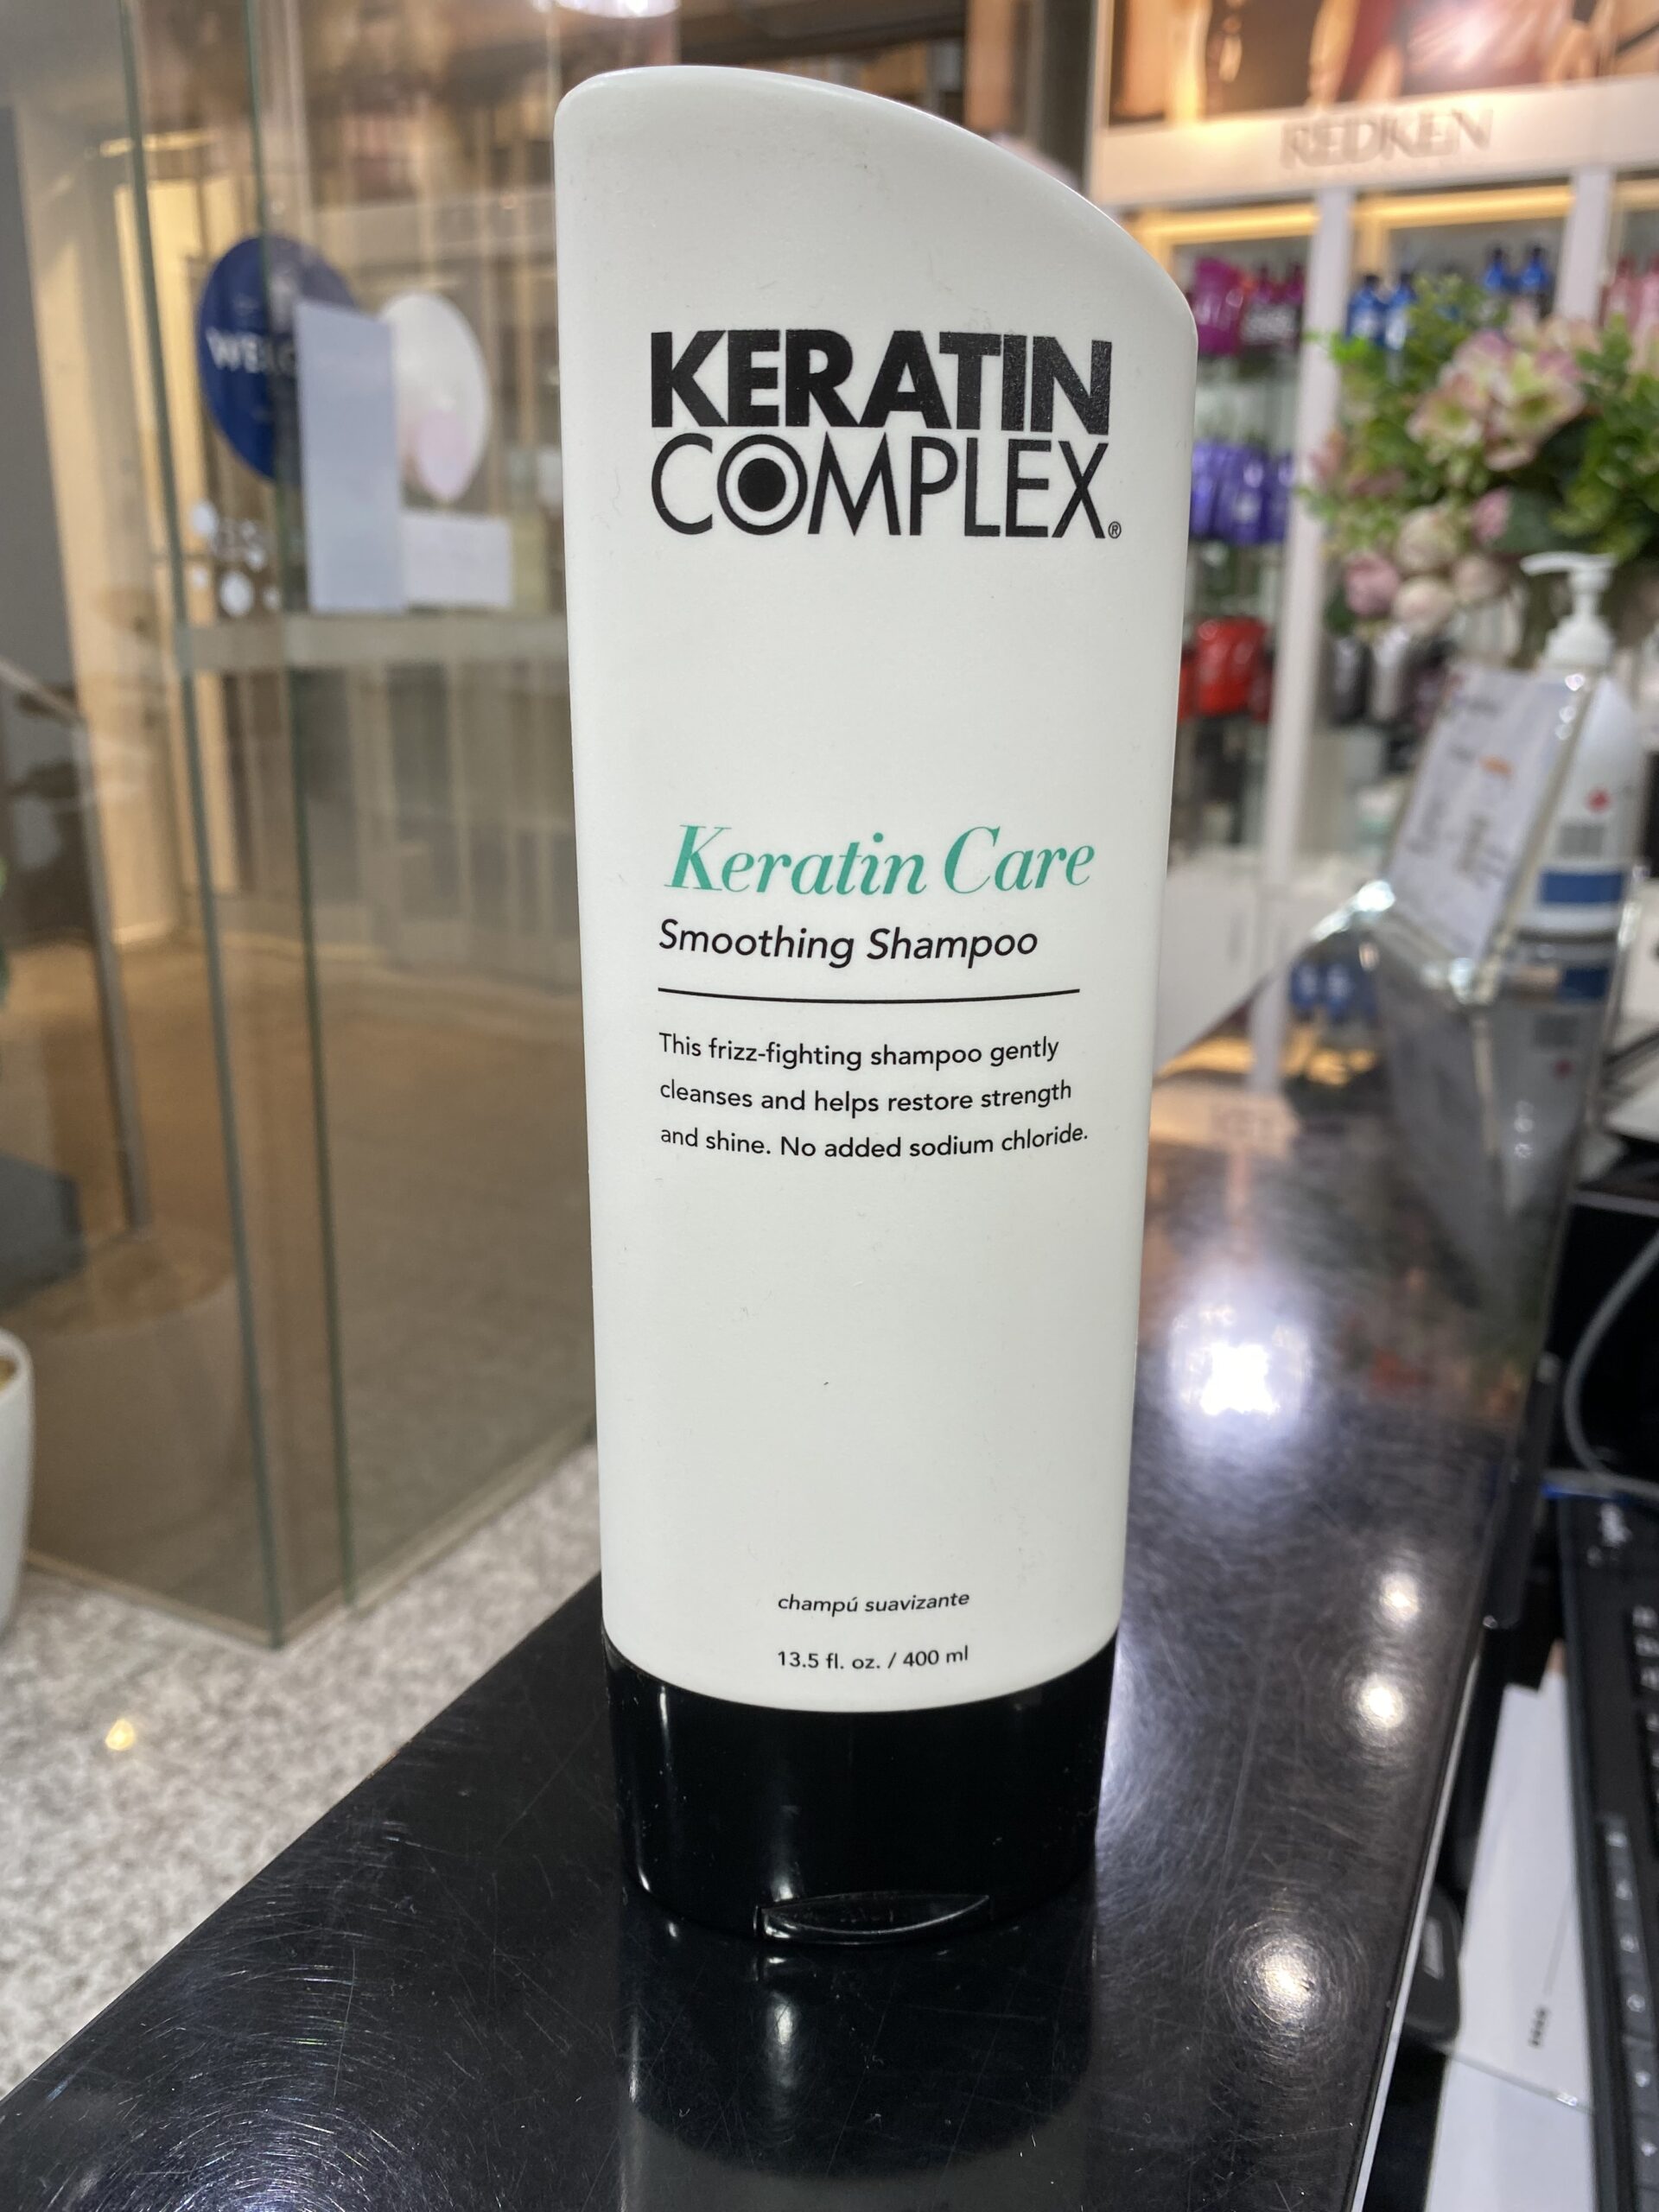 REDKEN
KERATIN
COMPLEX®
Keratin Care
Smoothing Shampoo
This frizz-fighting shampoo gently
cleanses and helps restore strength
and shine. No added sodium chloride.
champú suavizante
13.5 fl. oz. / 400 ml